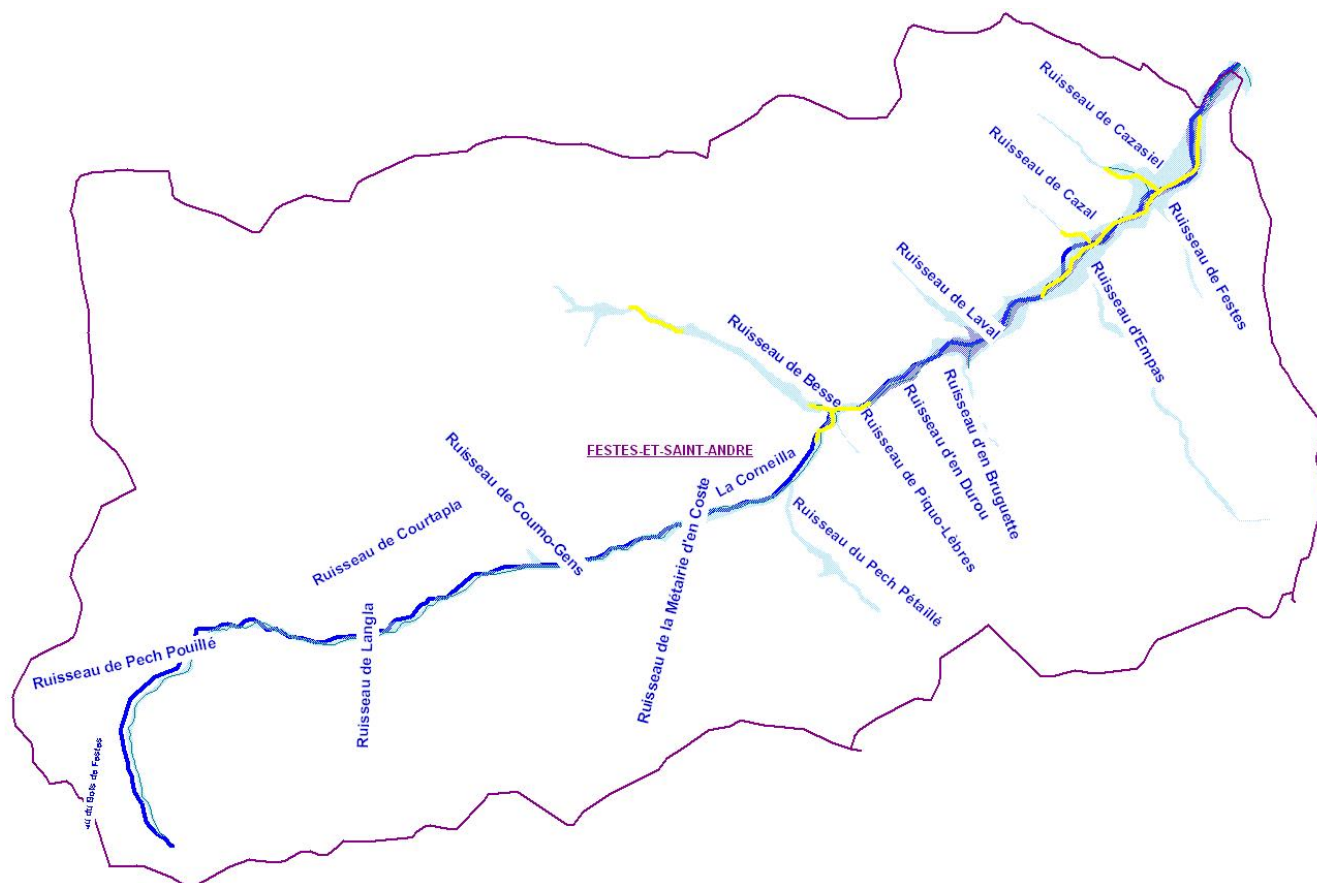 Ruisseau de Cazasiel
Ruisseau de Cazal
Ruisseau de Festes
Ruisseau de Laval
Ruisseau d'Empas
Ruisseau de Besse
Ruisseau d'en Bruguette
Ruisseau d'en Durou
Ruisseau de Piquo-Lèbres
FESTES-ET-SAINT-ANDRE
La Corneilla
Ruisseau de Coumo-Gens
Ruisseau de la Métairie d'en Coste
Ruisseau du Pech Pétaillé
Ruisseau de Courtapla
Ruisseau de Langla
Ruisseau de Pech Pouillé
du Bois de Festes